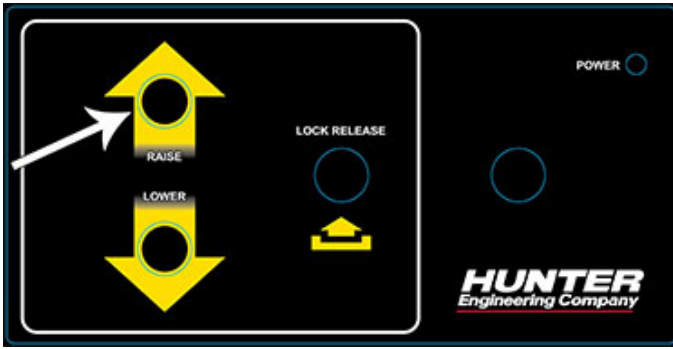 POWER
LOCK RELEASE
RAISE
LOWER
HUNTER
Engineering Company